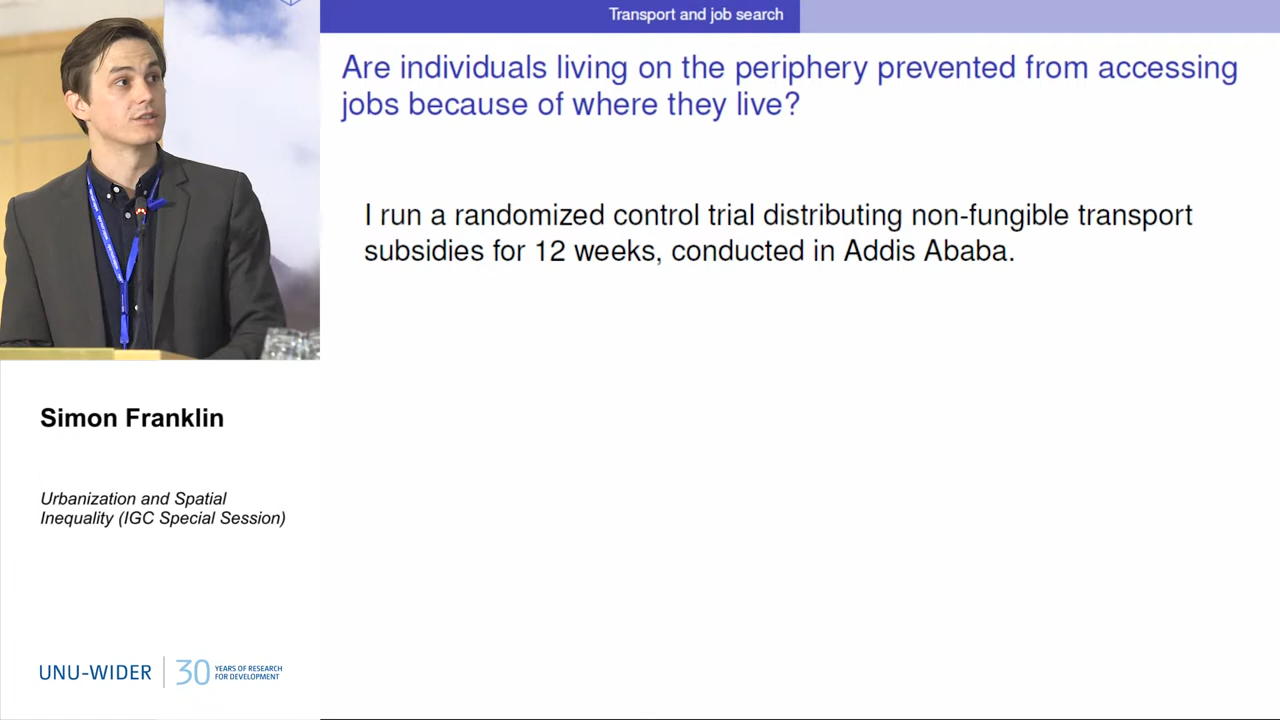 Transport and job search
Are individuals living on the periphery prevented from accessing
jobs because of where they live?
I run a randomized control trial distributing non-fungible transport
subsidies for 12 weeks, conducted in Addis Ababa.
Simon Franklin
Urbanization and Spatial
Inequality (IGC Special Session)
UNU-WIDER
30
YEARS OF RESEARCH
FOR DEVELOPMENT